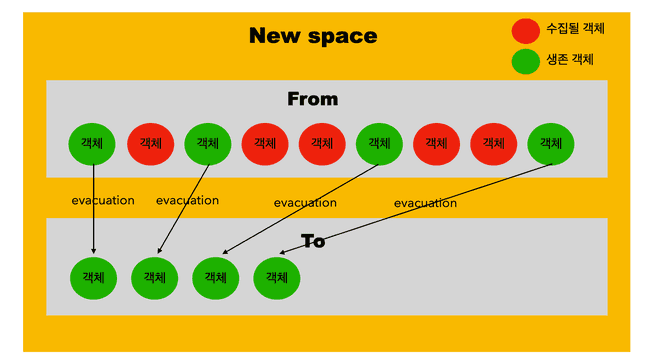 New space
수집될 객체
생존 객체
From
객체 객체 객체 객체 객체 객체 객체 객체 객체
evacuation evacuation evacuation evacuation
To
객체 객체 객체 객체